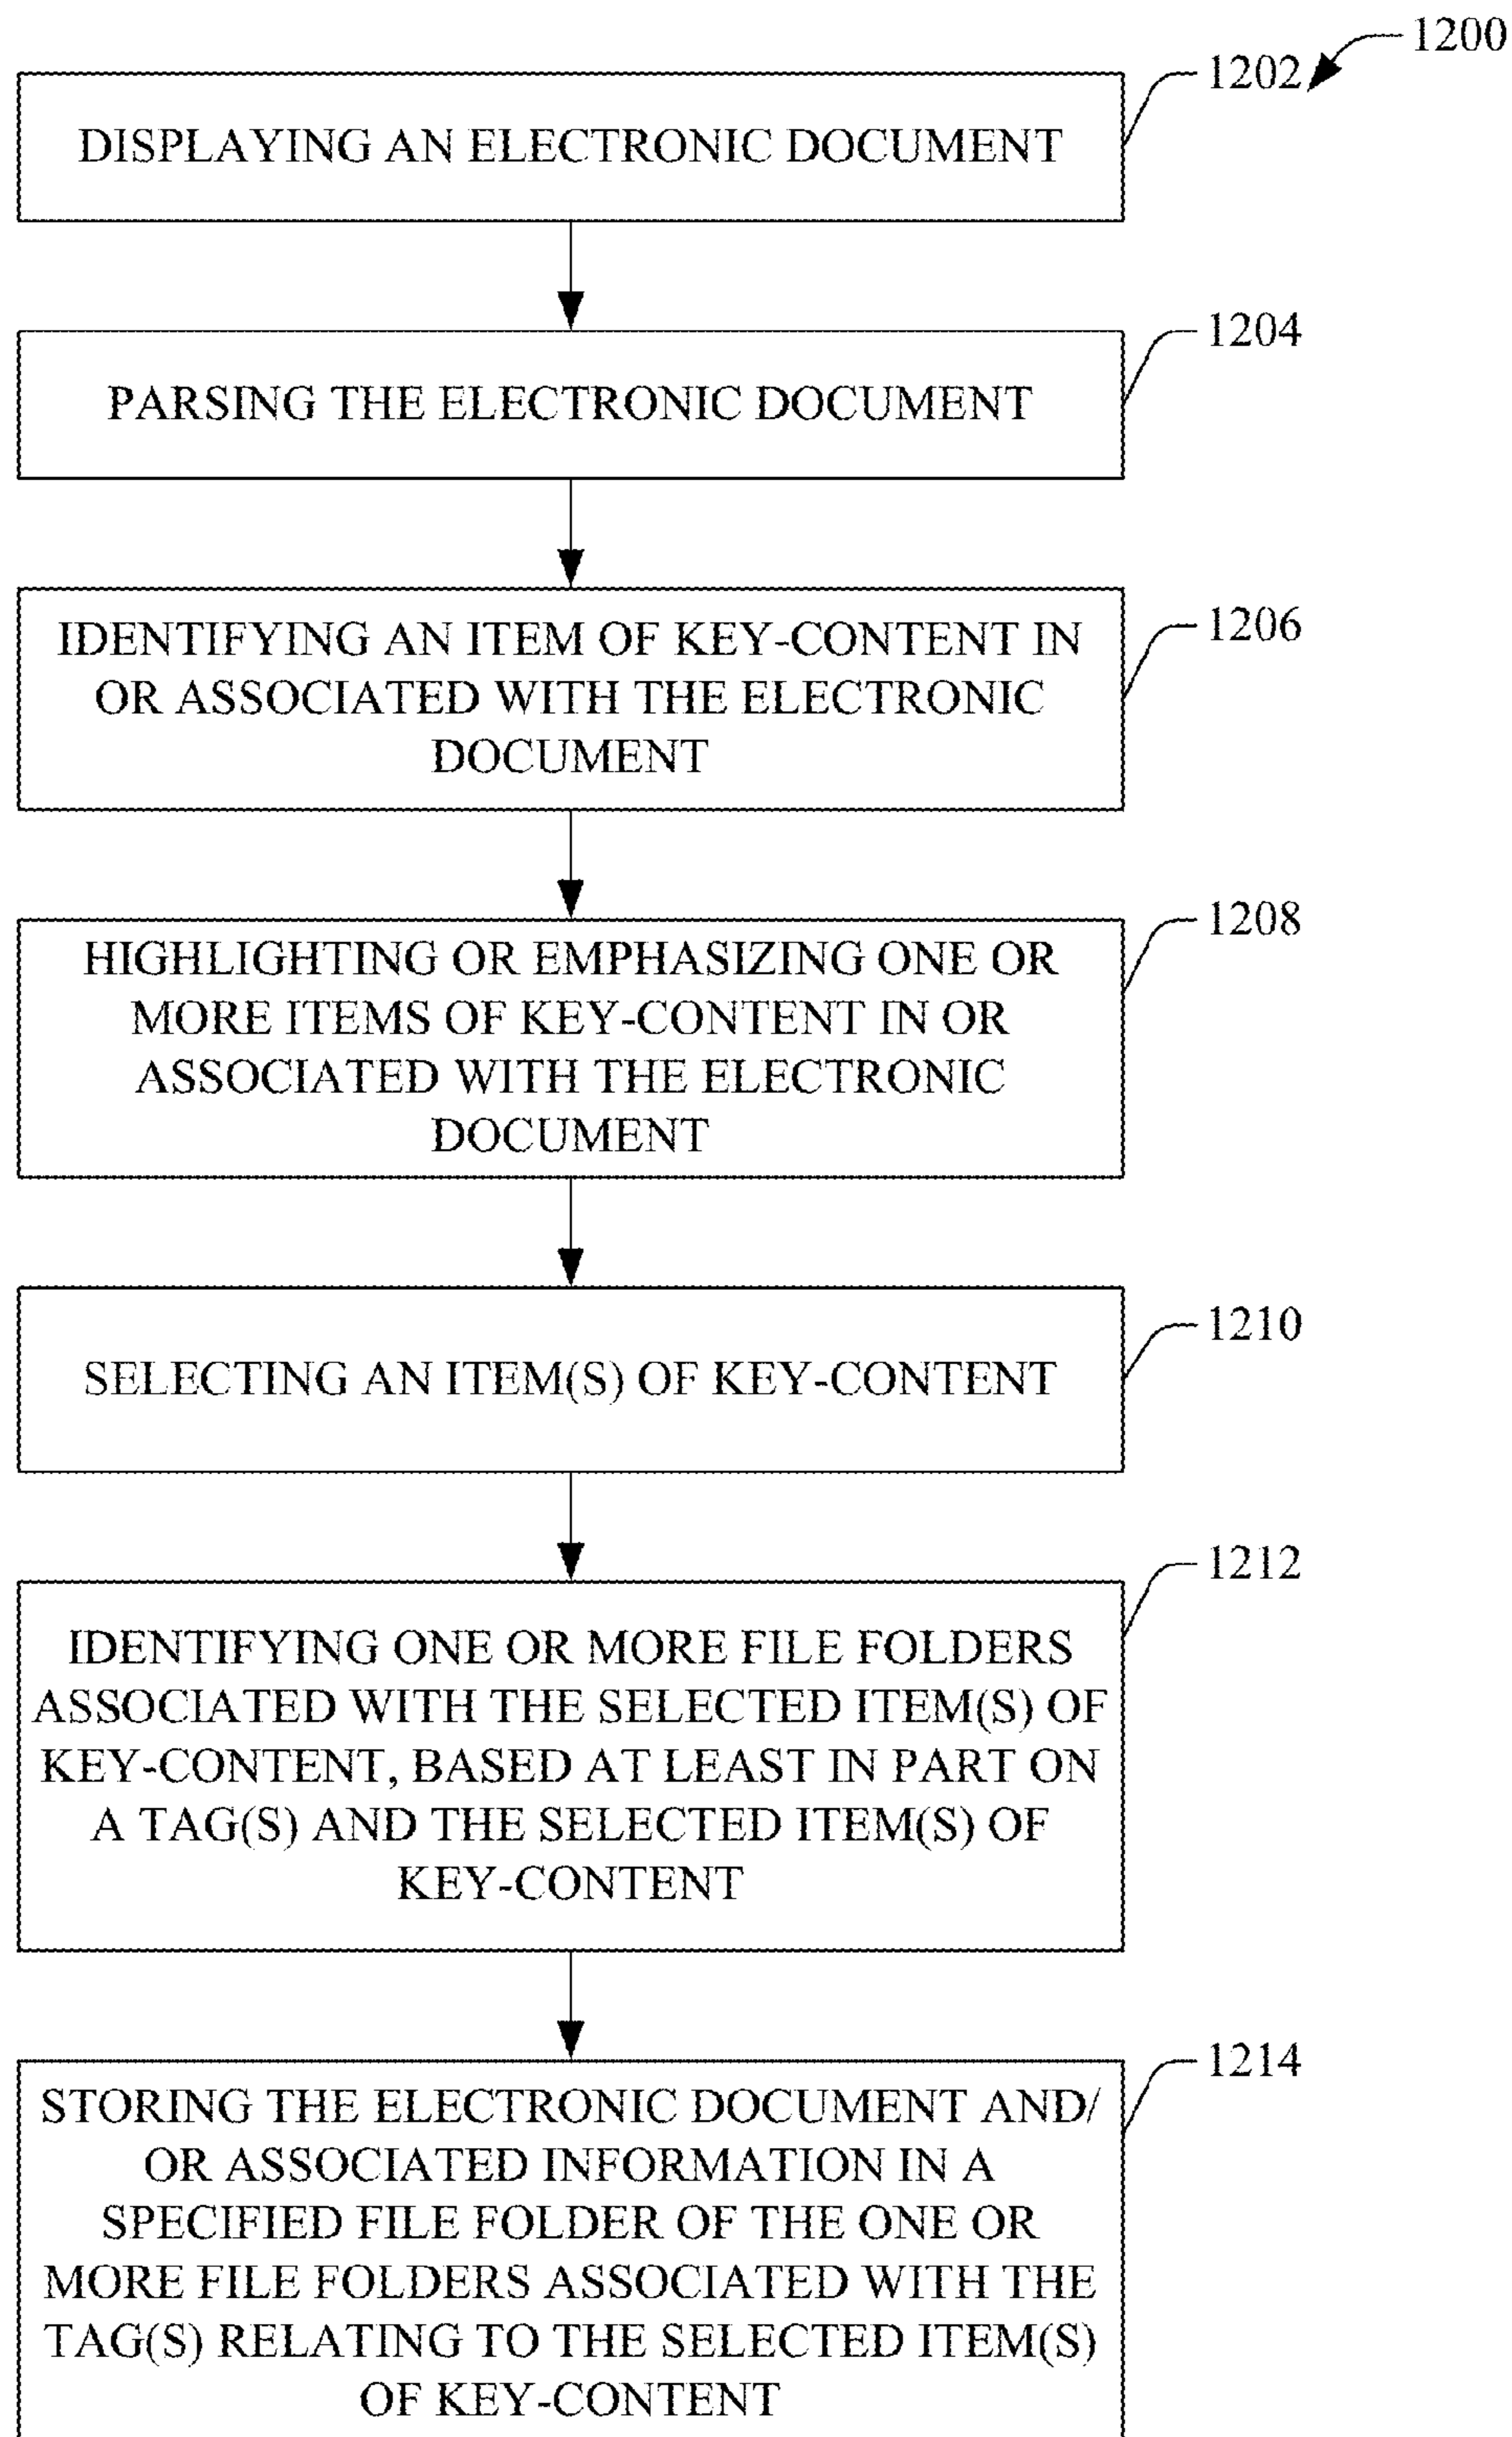 1200
1202
DISPLAYING AN ELECTRONIC DOCUMENT
1204
PARSING THE ELECTRONIC DOCUMENT
1206
IDENTIFYING AN ITEM OF KEY-CONTENT IN
OR ASSOCIATED WITH THE ELECTRONIC
DOCUMENT
1208
HIGHLIGHTING OR EMPHASIZING ONE OR
MORE ITEMS OF KEY-CONTENT IN OR
ASSOCIATED WITH THE ELECTRONIC
DOCUMENT
1210
SELECTING AN ITEM(S) OF KEY-CONTENT
1212
IDENTIFYING ONE OR MORE FILE FOLDERS
ASSOCIATED WITH THE SELECTED ITEM(S) OF
KEY-CONTENT, BASED AT LEAST IN PART ON
A TAG(S) AND THE SELECTED ITEM(S) OF
KEY-CONTENT
1214
STORING THE ELECTRONIC DOCUMENT AND/
OR ASSOCIATED INFORMATION IN A
SPECIFIED FILE FOLDER OF THE ONE OR
MORE FILE FOLDERS ASSOCIATED WITH THE
TAG(S) RELATING TO THE SELECTED ITEM(S)
OF KEY-CONTENT